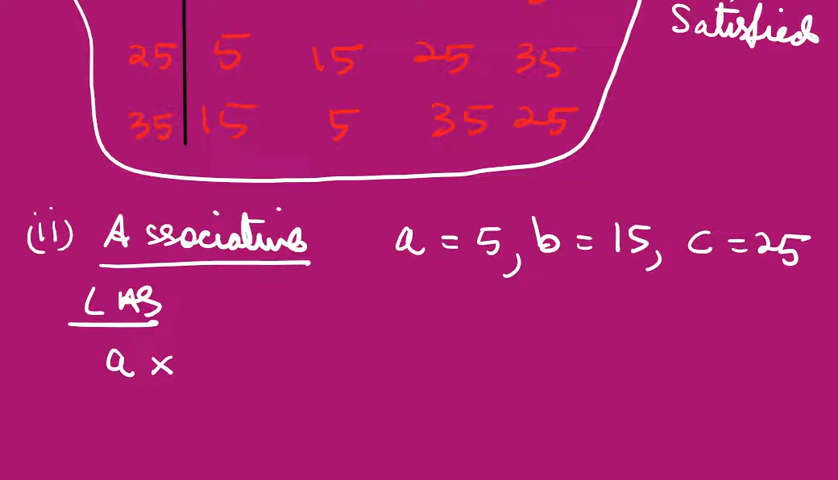 Satisfied
25 5 15 25 35
35 15 5 35 25
(ii) Associative a = 5, b = 15, c = 25
LHS
a ×